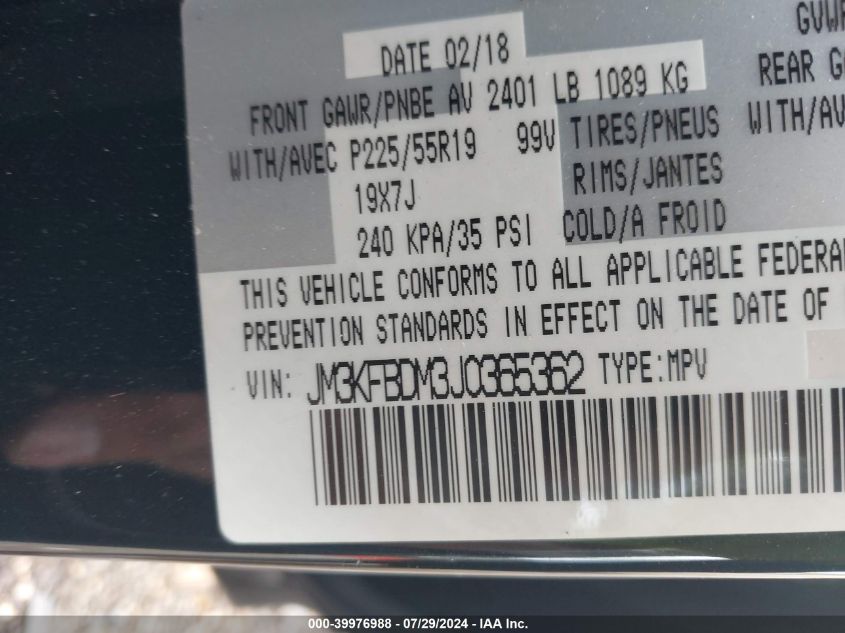 GVWR
DATE 02/18
FRONT GAWR/PNBE AV 2401 LB 1089 KG REAR
WITH/AVEC P225/55R19 99V TIRES/PNEUS WITH/AV
19X7J RIMS/JANTES
240 KPA/35 PSI COLD/A FROID
THIS VEHICLE CONFORMS TO ALL APPLICABLE FEDERA
PREVENTION STANDARDS IN EFFECT ON THE DATE OF
VIN: JM3KFBDM3J0365362 TYPE:MPV
000-39976988 - 07/29/2024 - IAA Inc.